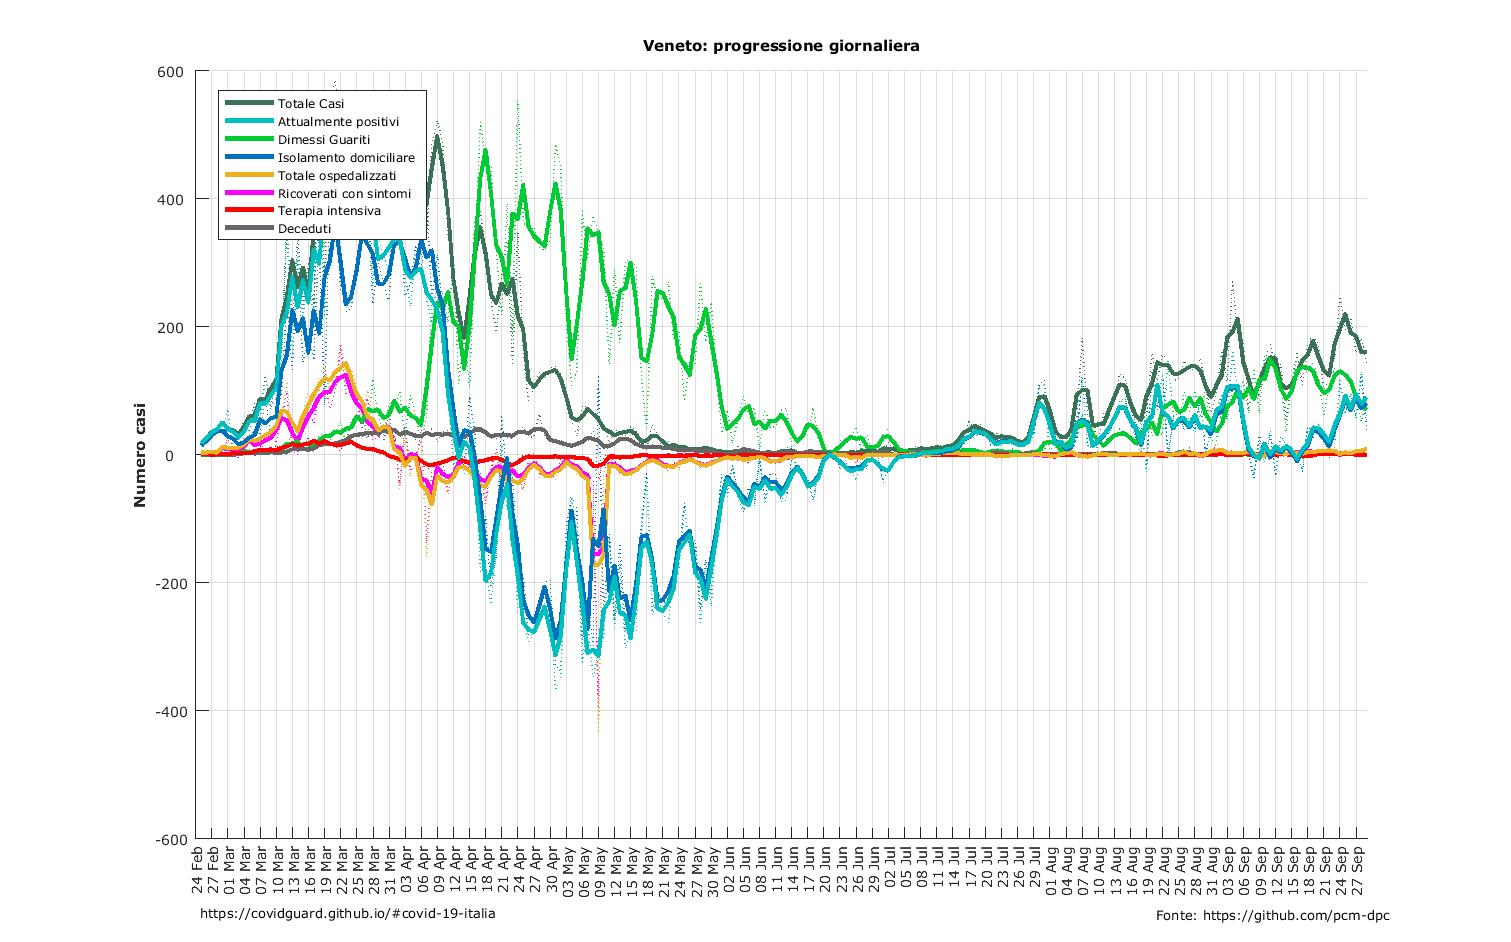 Veneto: progressione giornaliera
600
400
200
0
-200
-400
-600
Numero casi
Totale Casi
Attualmente positivi
Dimessi Guariti
Isolamento domiciliare
Totale ospedalizzati
Ricoverati con sintomi
Terapia intensiva
Deceduti
24 Feb
27 Feb
01 Mar
04 Mar
07 Mar
10 Mar
13 Mar
16 Mar
19 Mar
22 Mar
25 Mar
28 Mar
31 Mar
03 Apr
06 Apr
09 Apr
12 Apr
15 Apr
18 Apr
21 Apr
24 Apr
27 Apr
30 Apr
03 May
06 May
09 May
12 May
15 May
18 May
21 May
24 May
27 May
30 May
02 Jun
05 Jun
08 Jun
11 Jun
14 Jun
17 Jun
20 Jun
23 Jun
26 Jun
29 Jun
02 Jul
05 Jul
08 Jul
11 Jul
14 Jul
17 Jul
20 Jul
23 Jul
26 Jul
29 Jul
01 Aug
04 Aug
07 Aug
10 Aug
13 Aug
16 Aug
19 Aug
22 Aug
25 Aug
28 Aug
31 Aug
03 Sep
06 Sep
09 Sep
12 Sep
15 Sep
18 Sep
21 Sep
24 Sep
27 Sep
https://covidguard.github.io/#covid-19-italia
Fonte: https://github.com/pcm-dpc